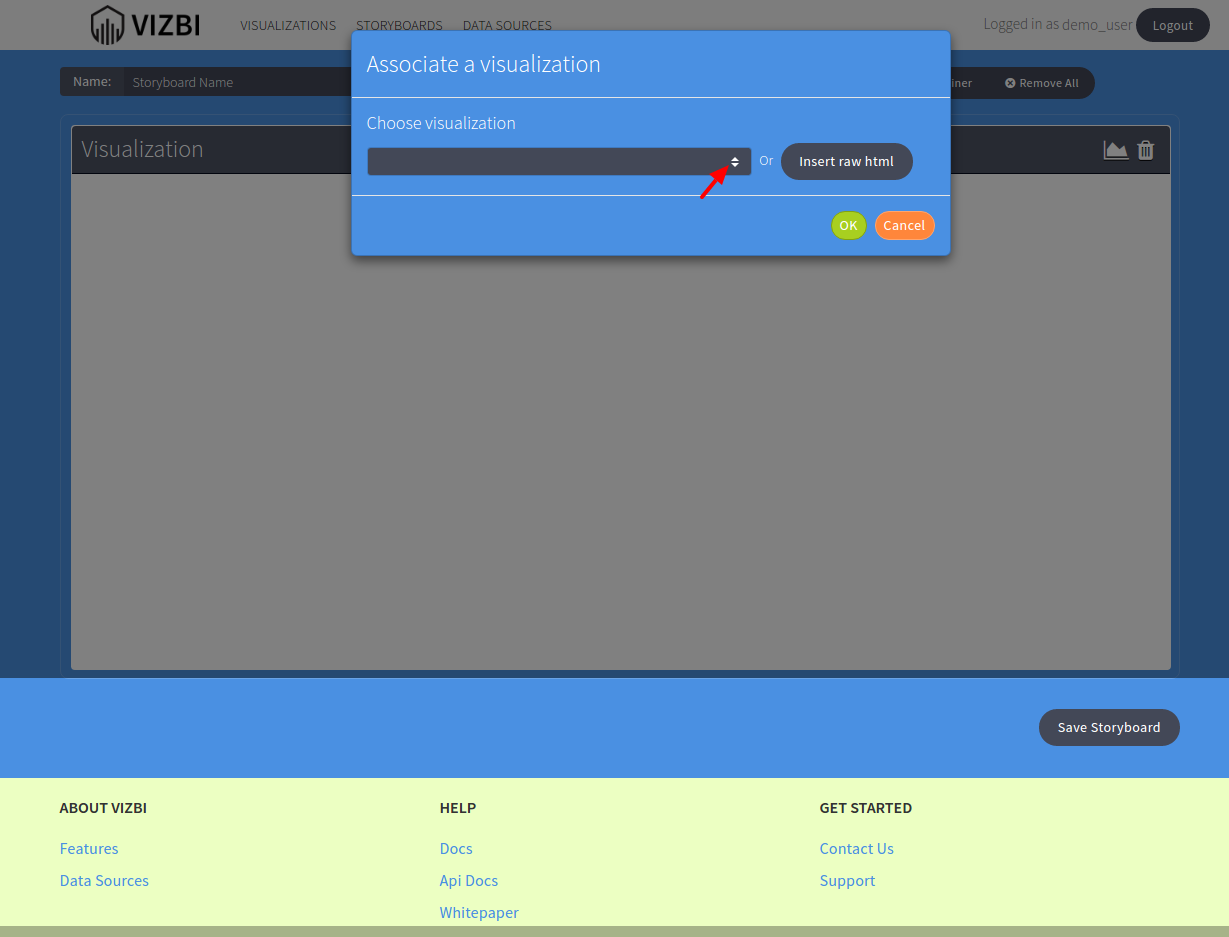 VIZBI VISUALIZATIONS STORYBOARDS DATA SOURCES Logged in as demo_user Logout
Name: Storyboard Name
iner Remove All
Associate a visualization
Choose visualization
Or Insert raw html
OK Cancel
Visualization
Save Storyboard
ABOUT VIZBI
Features
Data Sources
HELP
Docs
Api Docs
Whitepaper
GET STARTED
Contact Us
Support